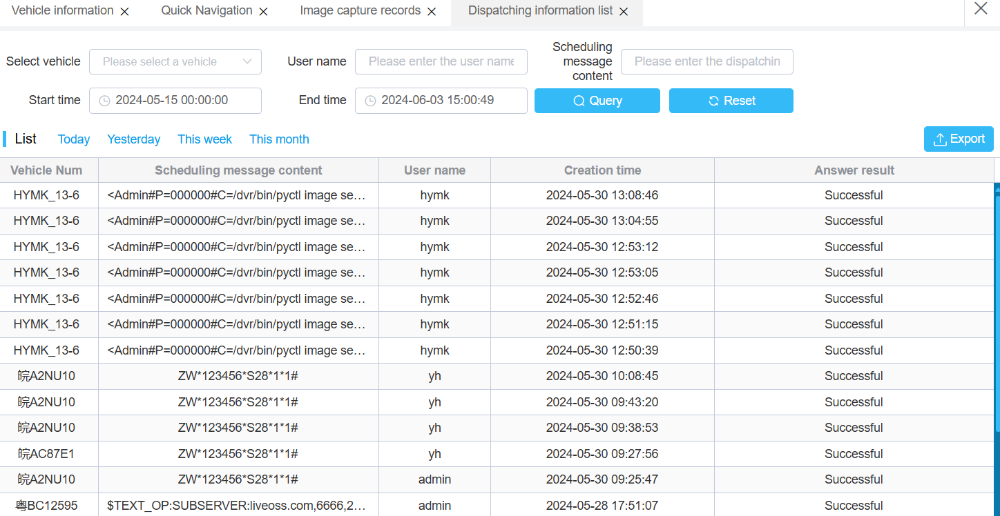 Vehicle information Quick Navigation Image capture records Dispatching information list
Select vehicle Please select a vehicle User name Please enter the user name Scheduling message content Please enter the dispatchin
Start time 2024-05-15 00:00:00 End time 2024-06-03 15:00:49 Query Reset
List Today Yesterday This week This month Export
Vehicle Num Scheduling message content User name Creation time Answer result
HYMK_13-6 <Admin#P=000000#C=/dvr/bin/pyctl image se… hymk 2024-05-30 13:08:46 Successful
HYMK_13-6 <Admin#P=000000#C=/dvr/bin/pyctl image se… hymk 2024-05-30 13:04:55 Successful
HYMK_13-6 <Admin#P=000000#C=/dvr/bin/pyctl image se… hymk 2024-05-30 12:53:12 Successful
HYMK_13-6 <Admin#P=000000#C=/dvr/bin/pyctl image se… hymk 2024-05-30 12:53:05 Successful
HYMK_13-6 <Admin#P=000000#C=/dvr/bin/pyctl image se… hymk 2024-05-30 12:52:46 Successful
HYMK_13-6 <Admin#P=000000#C=/dvr/bin/pyctl image se… hymk 2024-05-30 12:51:15 Successful
HYMK_13-6 <Admin#P=000000#C=/dvr/bin/pyctl image se… hymk 2024-05-30 12:50:39 Successful
皖A2NU10 ZW*123456*S28*1*1# yh 2024-05-30 10:08:45 Successful
皖A2NU10 ZW*123456*S28*1*1# yh 2024-05-30 09:43:20 Successful
皖A2NU10 ZW*123456*S28*1*1# yh 2024-05-30 09:38:53 Successful
皖AC87E1 ZW*123456*S28*1*1# yh 2024-05-30 09:27:56 Successful
皖A2NU10 ZW*123456*S28*1*1# admin 2024-05-30 09:25:47 Successful
粤BC12595 $TEXT_OP:SUBSERVER:liveoss.com,6666,2… admin 2024-05-28 17:51:07 Successful